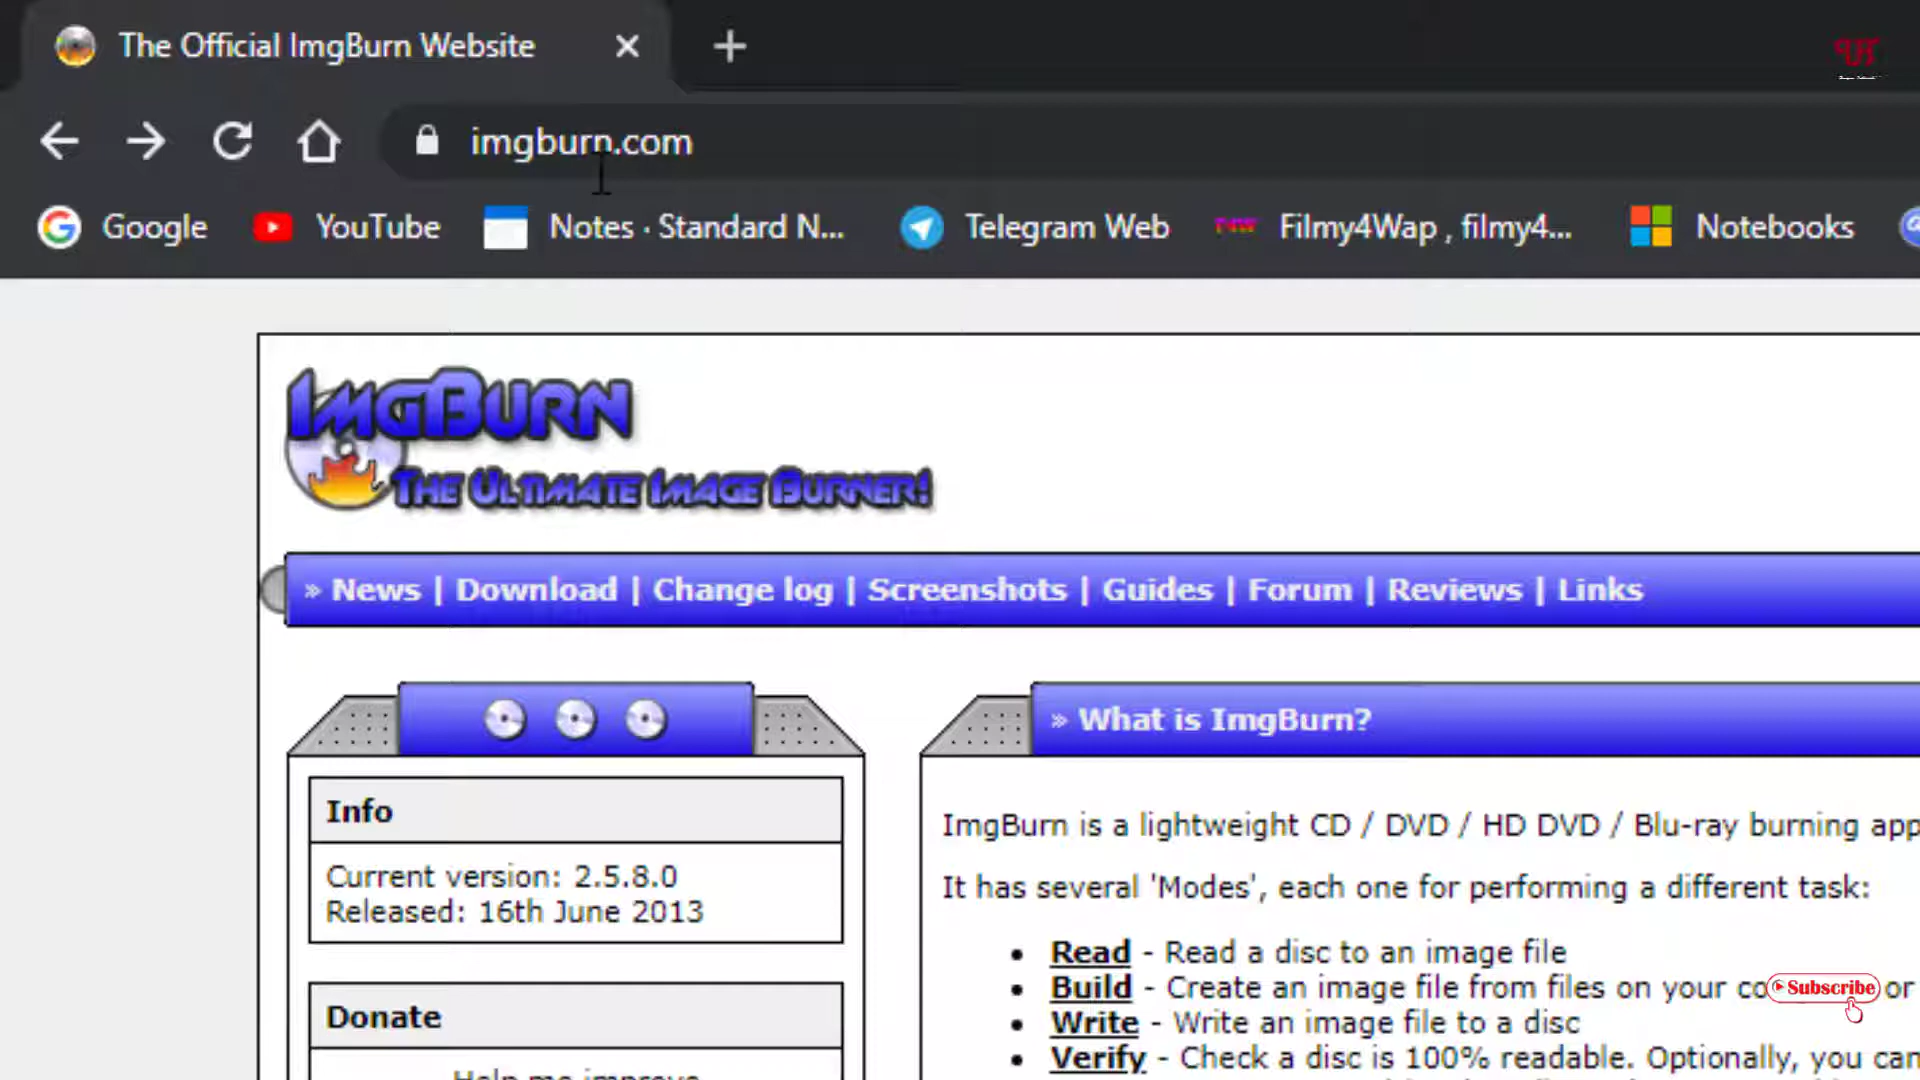 The Official ImgBurn Website
imgburn.com
Google YouTube Notes · Standard N... Telegram Web Filmy4Wap , filmy4... Notebooks
ImgBurn
The Ultimate Image Burner!
» News | Download | Change log | Screenshots | Guides | Forum | Reviews | Links
» What is ImgBurn?
Info
Current version: 2.5.8.0
Released: 16th June 2013
Donate
Help me improve
ImgBurn is a lightweight CD / DVD / HD DVD / Blu-ray burning app
It has several 'Modes', each one for performing a different task:
• Read - Read a disc to an image file
• Build - Create an image file from files on your co or
• Write - Write an image file to a disc
• Verify - Check a disc is 100% readable. Optionally, you can
Subscribe